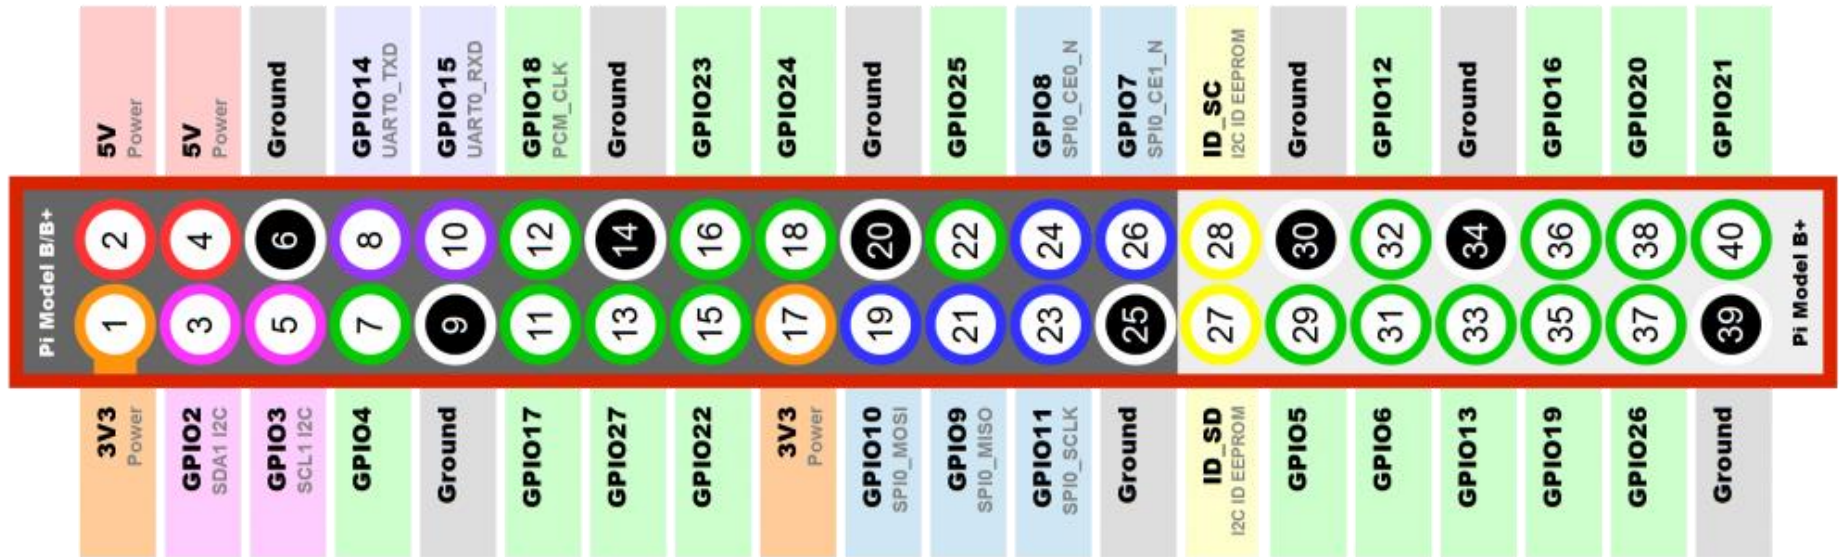 5V
Power
5V
Power
Ground
GPIO14
UART0_TXD
GPIO15
UART0_RXD
GPIO18
PCM_CLK
Ground
GPIO23
GPIO24
Ground
GPIO25
GPIO8
SPI0_CE0_N
GPIO7
SPI0_CE1_N
ID_SC
I2C ID EEPROM
Ground
GPIO12
Ground
GPIO16
GPIO20
GPIO21
Pi Model B/B+
2 4 6 8 10 12 14 16 18 20 22 24 26 28 30 32 34 36 38 40
1 3 5 7 9 11 13 15 17 19 21 23 25 27 29 31 33 35 37 39
Pi Model B+
3V3
Power
GPIO2
SDA1 I2C
GPIO3
SCL1 I2C
GPIO4
Ground
GPIO17
GPIO27
GPIO22
3V3
Power
GPIO10
SPI0_MOSI
GPIO9
SPI0_MISO
GPIO11
SPI0_SCLK
Ground
ID_SD
I2C ID EEPROM
GPIO5
GPIO6
GPIO13
GPIO19
GPIO26
Ground